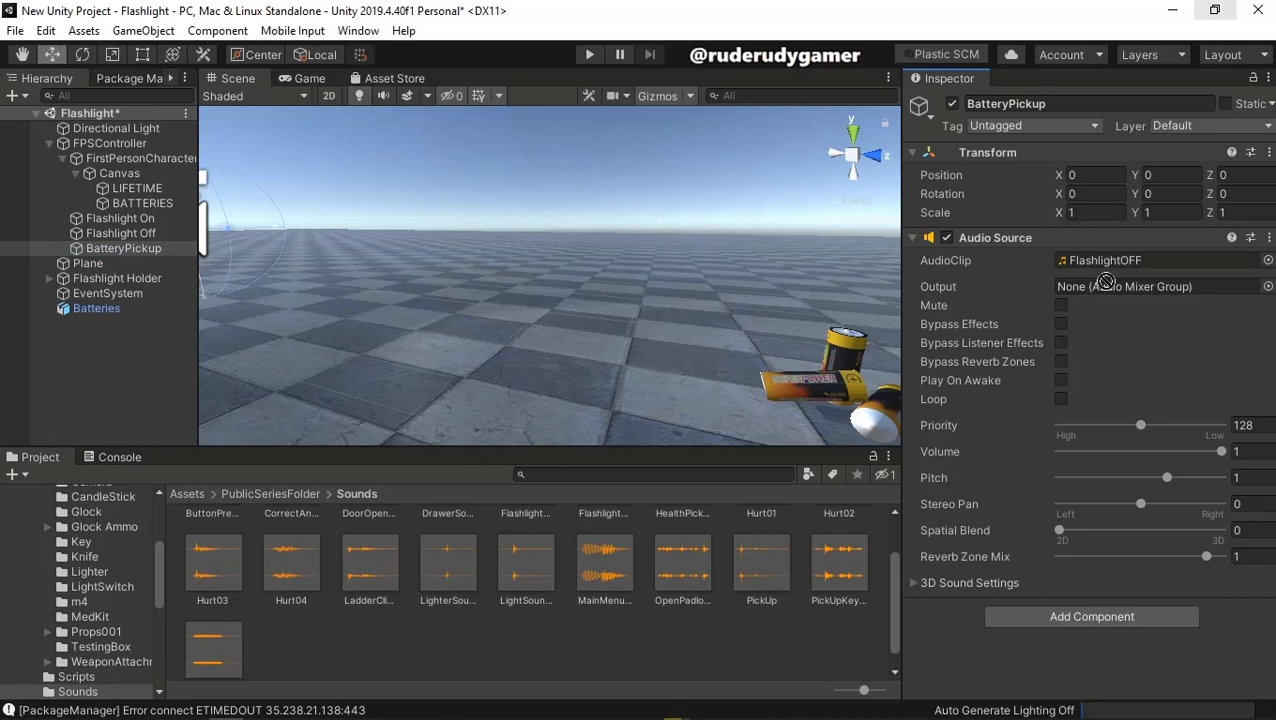 New Unity Project - Flashlight - PC, Mac & Linux Standalone - Unity 2019.4.40f1 Personal* <DX11>
File Edit Assets GameObject Component Mobile Input Window Help
Center Local @ruderudygamer Plastic SCM Account Layers Layout
Hierarchy Package Ma
All
Flashlight*
Directional Light
FPSController
FirstPersonCharacter
Canvas
LIFETIME
BATTERIES
Flashlight On
Flashlight Off
BatteryPickup
Plane
Flashlight Holder
EventSystem
Batteries
Scene Game Asset Store
Shaded 2D 0 Gizmos All
y
z
Persp
Inspector
BatteryPickup Static
Tag Untagged Layer Default
Transform
Position X 0 Y 0 Z 0
Rotation X 0 Y 0 Z 0
Scale X 1 Y 1 Z 1
Audio Source
AudioClip FlashlightOFF
Output None (Audio Mixer Group)
Mute
Bypass Effects
Bypass Listener Effects
Bypass Reverb Zones
Play On Awake
Loop
Priority 128
High Low
Volume 1
Pitch 1
Stereo Pan 0
Left Right
Spatial Blend 0
2D 3D
Reverb Zone Mix 1
3D Sound Settings
Add Component
Project Console
1
CandleStick
Glock
Glock Ammo
Key
Knife
Lighter
LightSwitch
m4
MedKit
Props001
TestingBox
WeaponAttachm
Scripts
Sounds
Assets PublicSeriesFolder Sounds
ButtonPre... CorrectAn... DoorOpen... DrawerSo... Flashlight... Flashlight... HealthPick... Hurt01 Hurt02
Hurt03 Hurt04 LadderCli... LighterSou... LightSoun... MainMenu... OpenPadlo... PickUp PickUpKey...
[PackageManager] Error connect ETIMEDOUT 35.238.21.138:443
Auto Generate Lighting Off